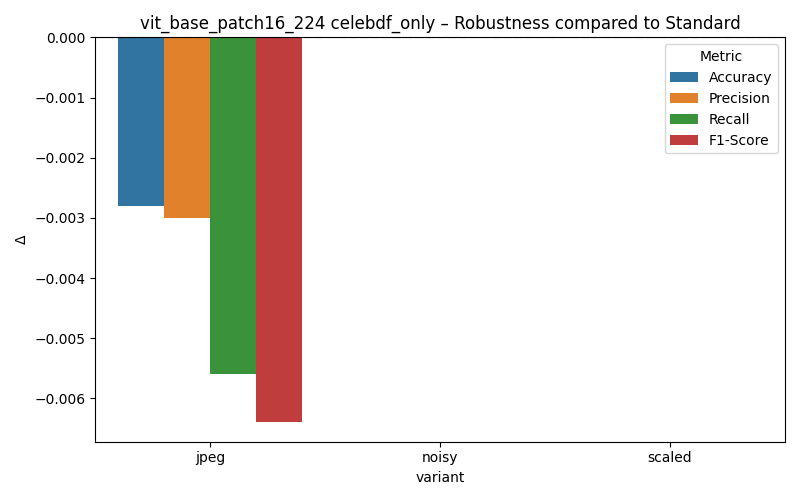 vit_base_patch16_224 celebdf_only – Robustness compared to Standard
0.000
−0.001
−0.002
−0.003
−0.004
−0.005
−0.006
Δ
Metric
Accuracy
Precision
Recall
F1-Score
jpeg
noisy
scaled
variant